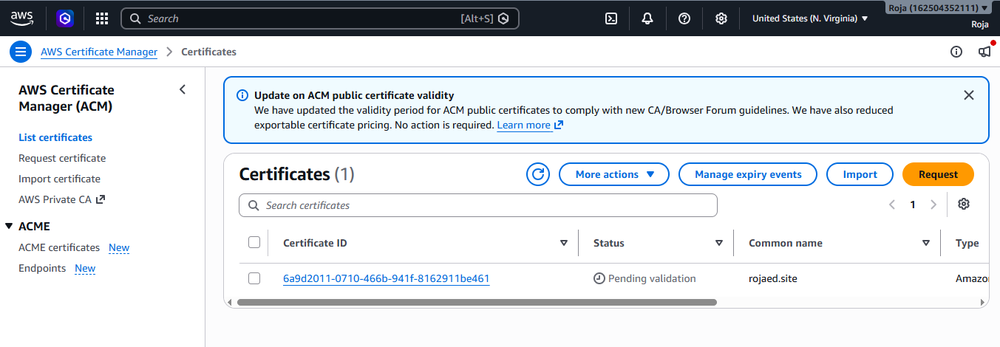 aws
Search
[Alt+S]
United States (N. Virginia)
Roja (162504352111)
Roja
AWS Certificate Manager
Certificates
AWS Certificate
Manager (ACM)
List certificates
Request certificate
Import certificate
AWS Private CA
ACME
ACME certificates New
Endpoints New
Update on ACM public certificate validity
We have updated the validity period for ACM public certificates to comply with new CA/Browser Forum guidelines. We have also reduced
exportable certificate pricing. No action is required. Learn more
Certificates (1)
More actions
Manage expiry events
Import
Request
Search certificates
1
Certificate ID Status Common name Type
6a9d2011-0710-466b-941f-8162911be461 Pending validation rojaed.site Amazo